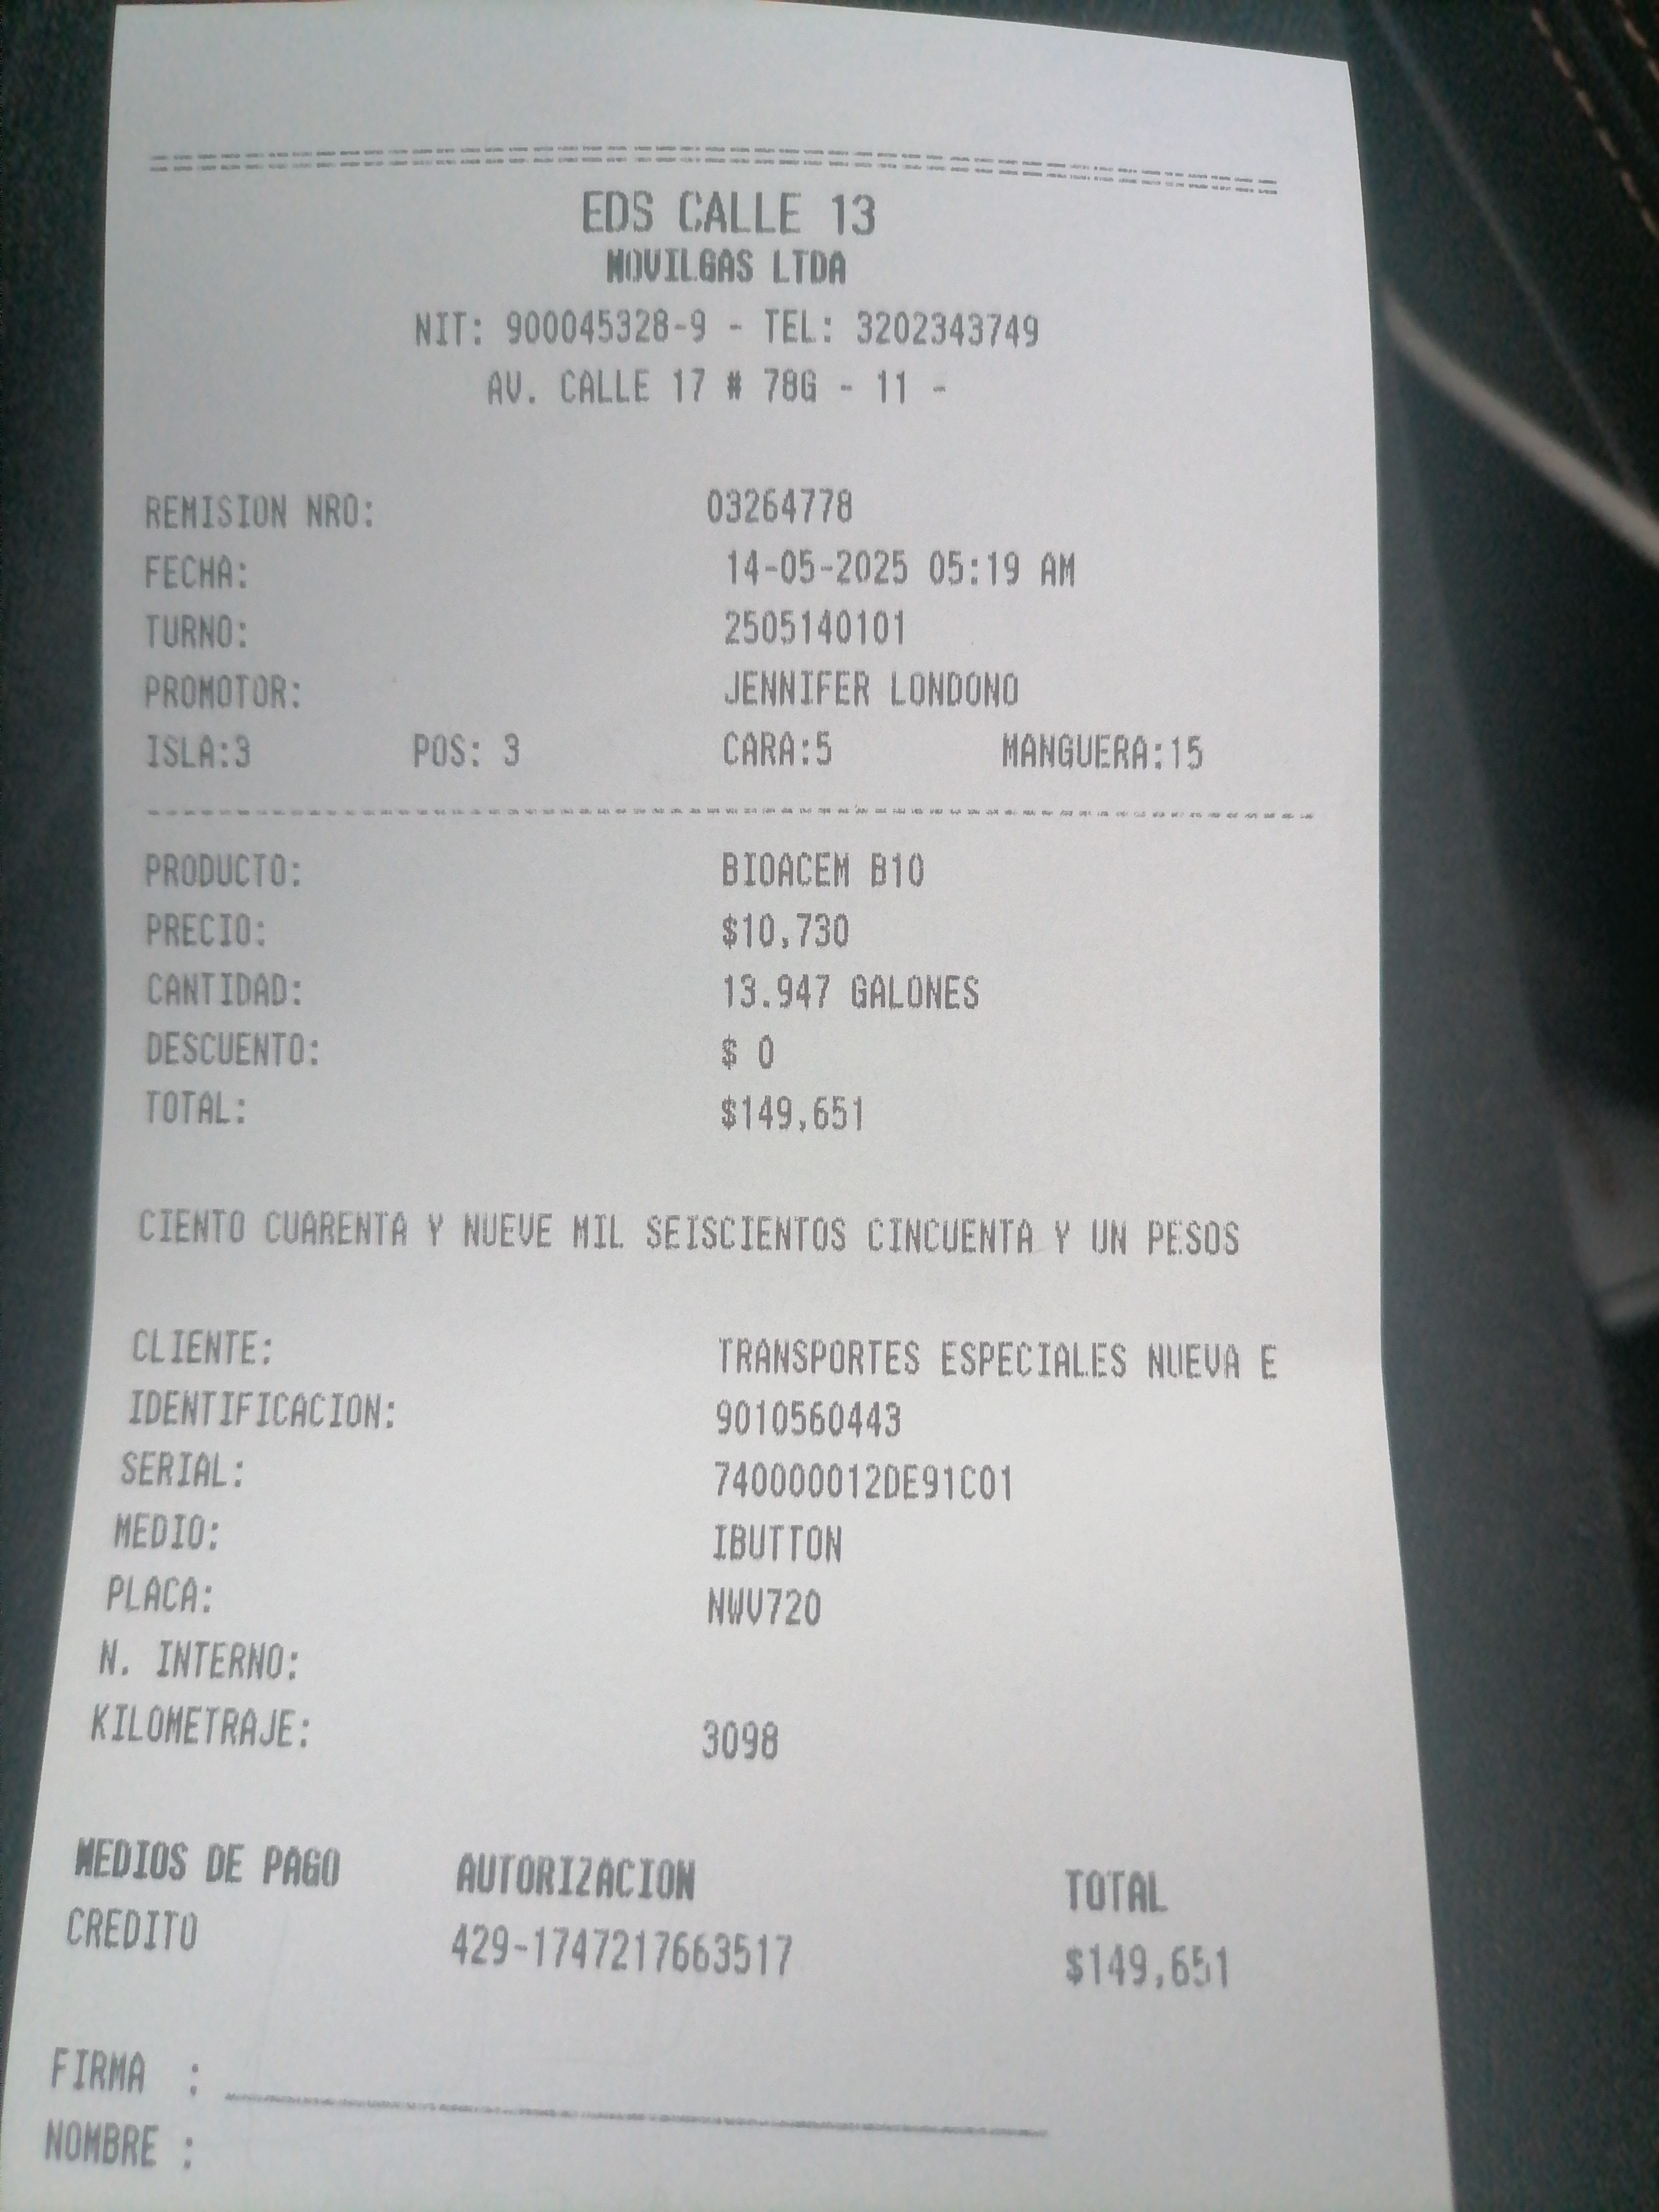 EDS CALLE 13
MOVILGAS LTDA
NIT: 900045328-9 - TEL: 3202343749
AV. CALLE 17 # 78G - 11 -
REMISION NRO: 03264778
FECHA: 14-05-2025 05:19 AM
TURNO: 2505140101
PROMOTOR: JENNIFER LONDONO
ISLA:3 POS: 3 CARA:5 MANGUERA:15
PRODUCTO: BIOACEM B10
PRECIO: $10,730
CANTIDAD: 13.947 GALONES
DESCUENTO: $ 0
TOTAL: $149,651
CIENTO CUARENTA Y NUEVE MIL SEISCIENTOS CINCUENTA Y UN PESOS
CLIENTE: TRANSPORTES ESPECIALES NUEVA E
IDENTIFICACION: 9010560443
SERIAL: 740000012DE91C01
MEDIO: IBUTTON
PLACA: NWV720
N. INTERNO:
KILOMETRAJE: 3098
MEDIOS DE PAGO AUTORIZACION TOTAL
CREDITO 429-1747217663517 $149,651
FIRMA :
NOMBRE :